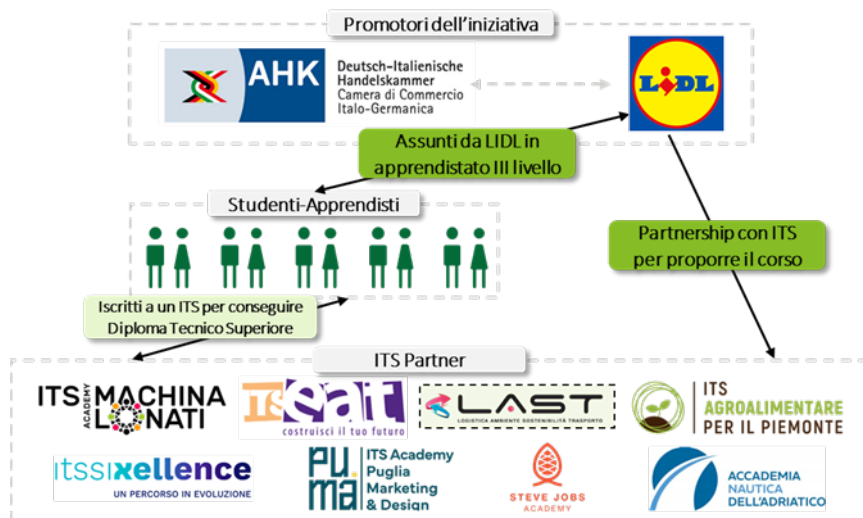 Promotori dell'iniziativa
AHK
Deutsch-Italienische
Handelskammer
Camera di Commercio
Italo-Germanica
LiDL
Assunti da LIDL in
apprendistato III livello
Studenti-Apprendisti
Partnership con ITS
per proporre il corso
Iscritti a un ITS per conseguire
Diploma Tecnico Superiore
ITS Partner
ITS ACADEMY MACHINA
LONATI
ITS eat
costruisci il tuo futuro
LAST
LOGISTICA AMBIENTE SOSTENIBILITÀ TRASPORTO
ITS
AGROALIMENTARE
PER IL PIEMONTE
itssixellence
UN PERCORSO IN EVOLUZIONE
PU.
ma
ITS Academy
Puglia
Marketing
& Design
STEVE JOBS
ACADEMY
ACCADEMIA
NAUTICA
DELL'ADRIATICO